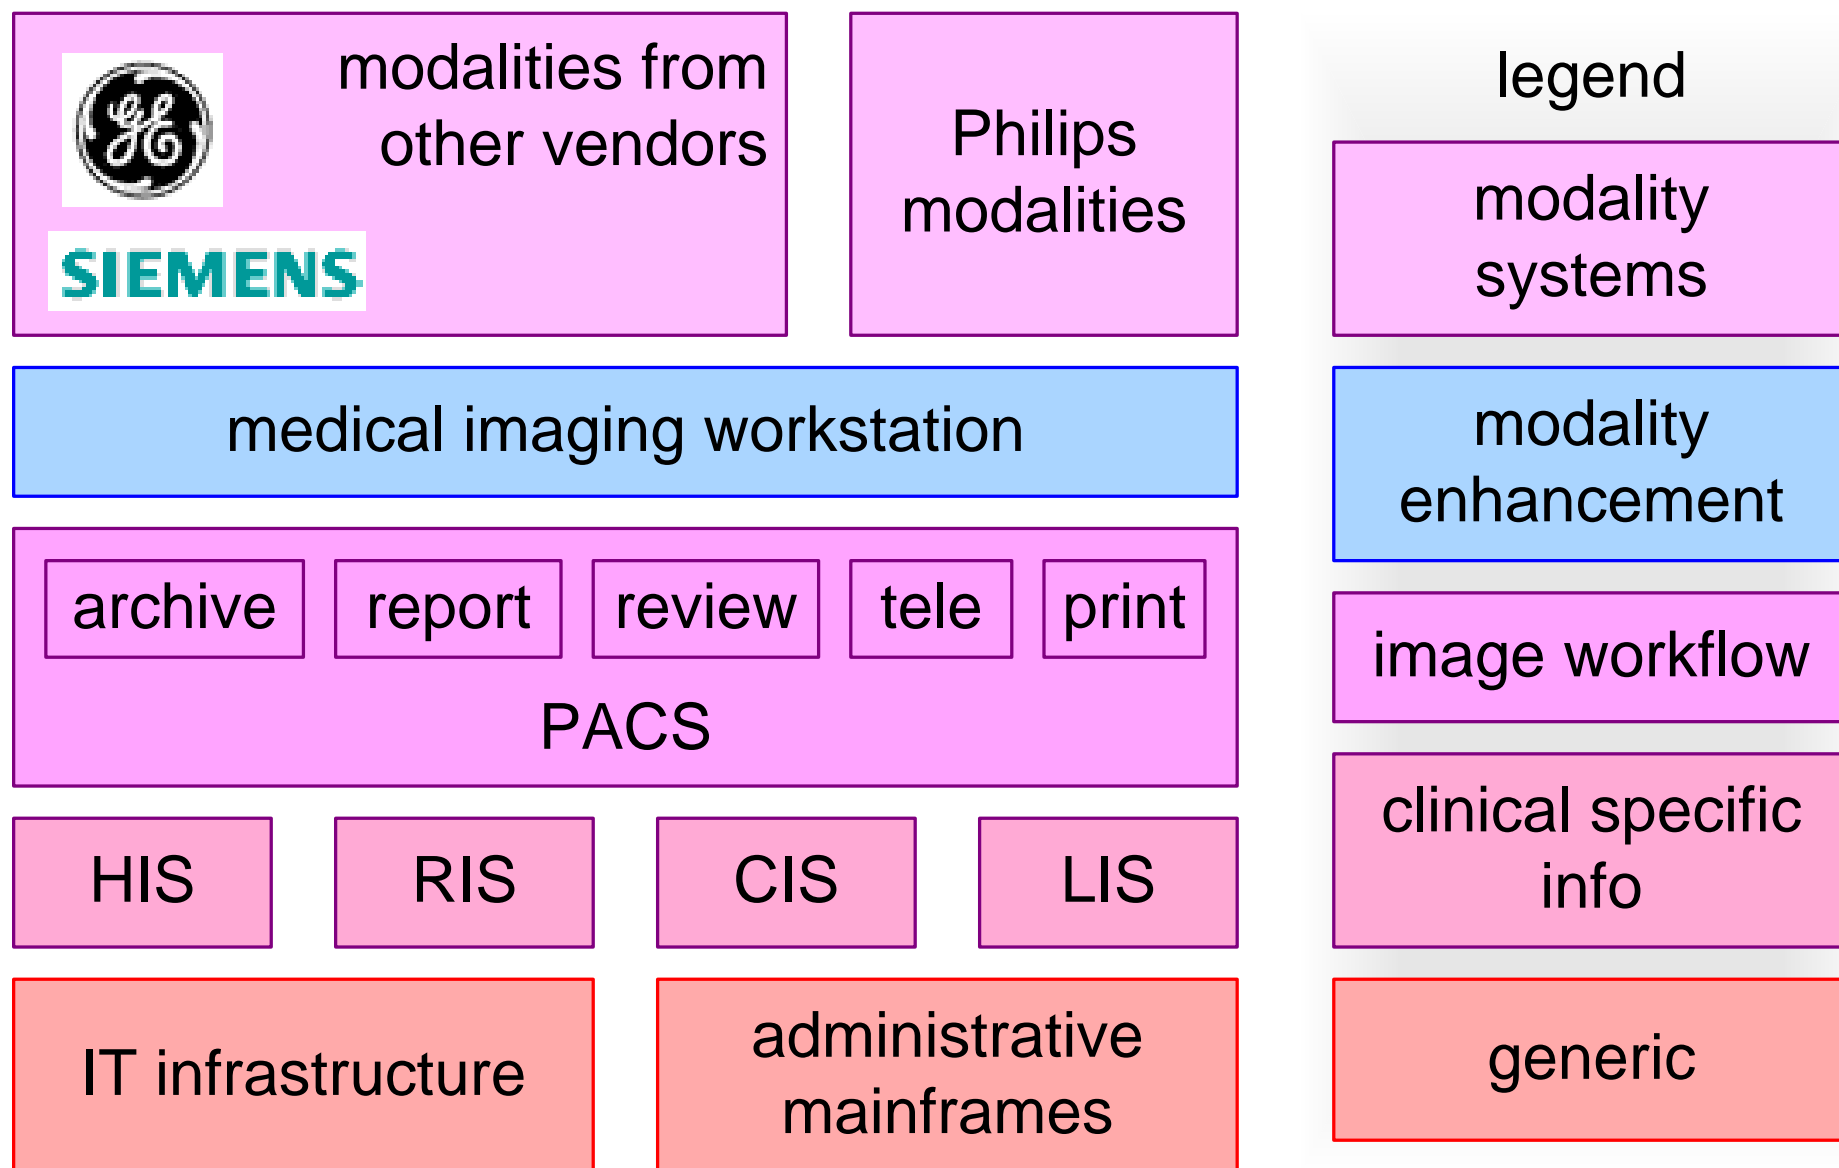 modalities from
other vendors
GE
SIEMENS
Philips
modalities
medical imaging workstation
archive
report
review
tele
print
PACS
HIS
RIS
CIS
LIS
IT infrastructure
administrative
mainframes
legend
modality
systems
modality
enhancement
image workflow
clinical specific
info
generic